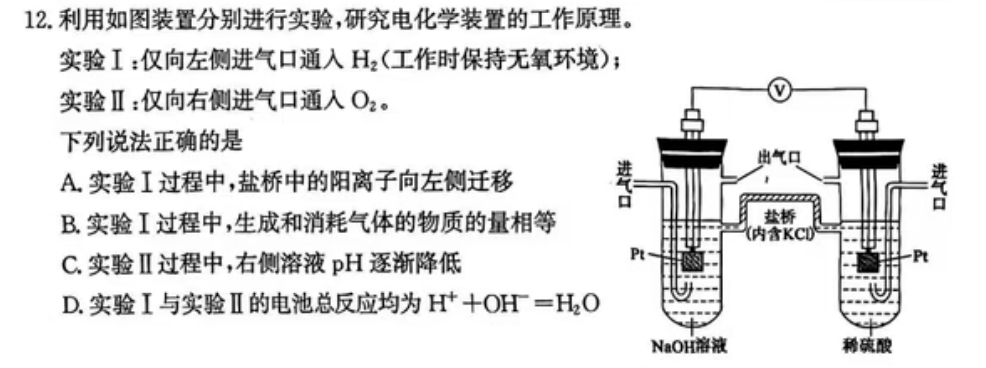 12. 利用如图装置分别进行实验,研究电化学装置的工作原理。
实验Ⅰ:仅向左侧进气口通入 H₂(工作时保持无氧环境);
实验Ⅱ:仅向右侧进气口通入 O₂。
下列说法正确的是
A. 实验Ⅰ过程中,盐桥中的阳离子向左侧迁移
B. 实验Ⅰ过程中,生成和消耗气体的物质的量相等
C. 实验Ⅱ过程中,右侧溶液 pH 逐渐降低
D. 实验Ⅰ与实验Ⅱ的电池总反应均为 H⁺+OH⁻=H₂O
V
进气口
出气口
进气口
盐桥
(内含KCl)
Pt
Pt
NaOH溶液
稀硫酸